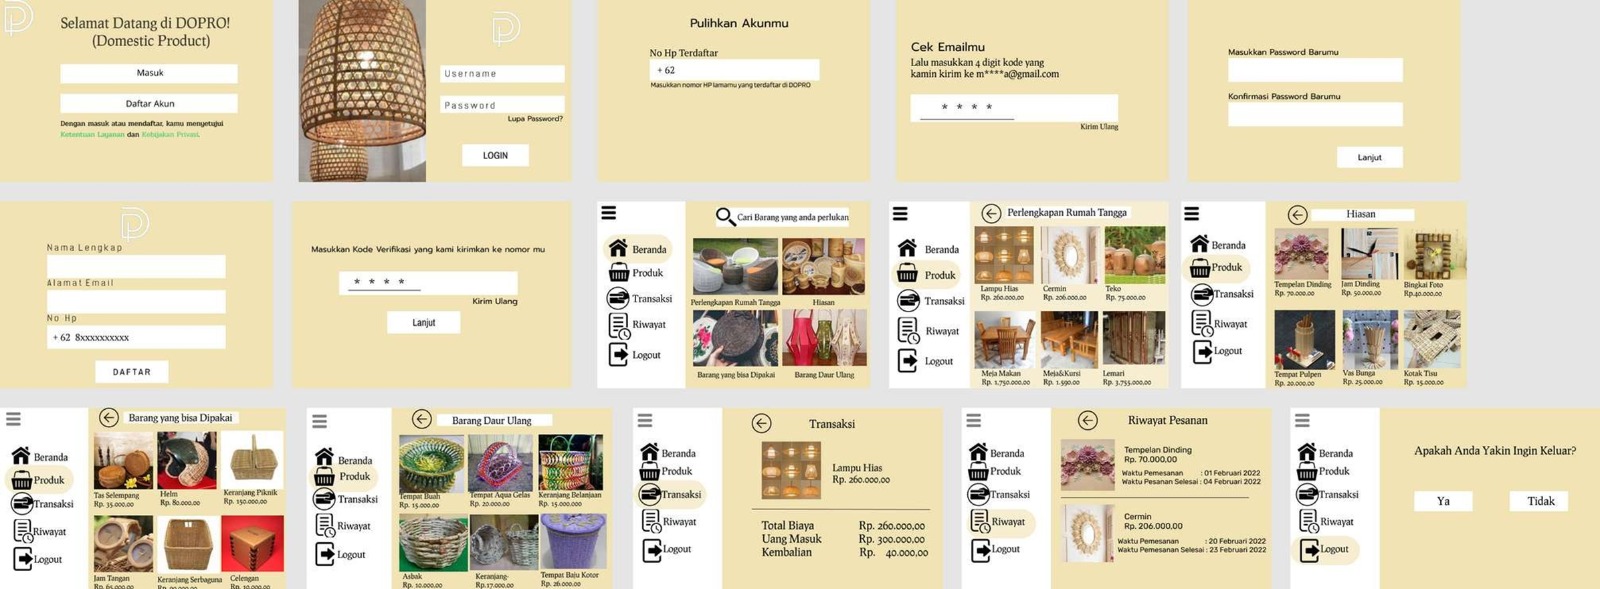 Selamat Datang di DOPRO!
(Domestic Product)
Masuk
Daftar Akun
Dengan masuk atau mendaftar, kamu menyetujui
Ketentuan Layanan dan Kebijakan Privasi.
Username
Password
Lupa Password?
LOGIN
Pulihkan Akunmu
No Hp Terdaftar
+ 62
Masukkan nomor HP lamamu yang terdaftar di DOPRO
Cek Emailmu
Lalu masukkan 4 digit kode yang
kamin kirim ke m****a@gmail.com
* * * *
Kirim Ulang
Masukkan Password Barumu
Konfirmasi Password Barumu
Lanjut
Nama Lengkap
Alamat Email
No Hp
+ 62 8xxxxxxxxxx
DAFTAR
Masukkan Kode Verifikasi yang kami kirimkan ke nomor mu
* * * *
Kirim Ulang
Lanjut
Cari Barang yang anda perlukan
Beranda
Produk
Transaksi
Riwayat
Logout
Perlengkapan Rumah Tangga
Hiasan
Barang yang bisa Dipakai
Barang Daur Ulang
Perlengkapan Rumah Tangga
Beranda
Produk
Transaksi
Riwayat
Logout
Lampu Hias
Rp. 260.000,00
Cermin
Rp. 206.000,00
Teko
Rp. 75.000,00
Meja Makan
Rp. 1.750.000,00
Meja&Kursi
Rp. 1.590.00
Lemari
Rp. 3.755.000,00
Hiasan
Beranda
Produk
Transaksi
Riwayat
Logout
Tempelan Dinding
Rp. 70.000,00
Jam Dinding
Rp. 50.000,00
Bingkai Foto
Rp.40.000,00
Tempat Pulpen
Rp. 20.000,00
Vas Bunga
Rp. 25.000,00
Kotak Tisu
Rp. 15.000,00
Barang yang bisa Dipakai
Beranda
Produk
Transaksi
Riwayat
Logout
Tas Selempang
Rp. 35.000,00
Helm
Rp. 80.000,00
Keranjang Piknik
Rp. 150.000,00
Jam Tangan
Rp. 65.000,00
Keranjang Serbaguna
Celengan
Rp. 10.000,00
Barang Daur Ulang
Beranda
Produk
Transaksi
Riwayat
Logout
Tempat Buah
Rp. 15.000,00
Tempat Aqua Gelas
Rp. 20.000,00
Keranjang Belanjaan
Rp. 15.000,00
Asbak
Rp. 10.000,00
Keranjang-
Rp.17.000,00
Tempat Baju Kotor
Rp. 26.000,00
Transaksi
Beranda
Produk
Transaksi
Riwayat
Logout
Lampu Hias
Rp. 260.000,00
Total Biaya Rp. 260.000,00
Uang Masuk Rp. 300.000,00
Kembalian Rp. 40.000,00
Riwayat Pesanan
Beranda
Produk
Transaksi
Riwayat
Logout
Tempelan Dinding
Rp. 70.000,00
Waktu Pemesanan : 01 Februari 2022
Waktu Pesanan Selesai : 04 Februari 2022
Cermin
Rp. 206.000,00
Waktu Pemesanan : 20 Februari 2022
Waktu Pemesanan Selesai : 23 Februari 2022
Beranda
Produk
Transaksi
Riwayat
Logout
Apakah Anda Yakin Ingin Keluar?
Ya
Tidak